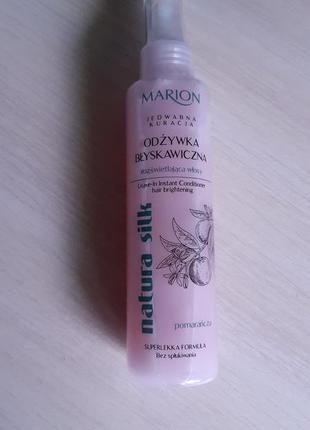 MARION
JEDWABNA
KURACJA
ODŻYWKA
BŁYSKAWICZNA
rozświetlająca włosy
Leave-In Instant Conditioner
hair brightening
natura silk
pomarańcza
SUPERLEKKA FORMUŁA
Bez spłukiwania